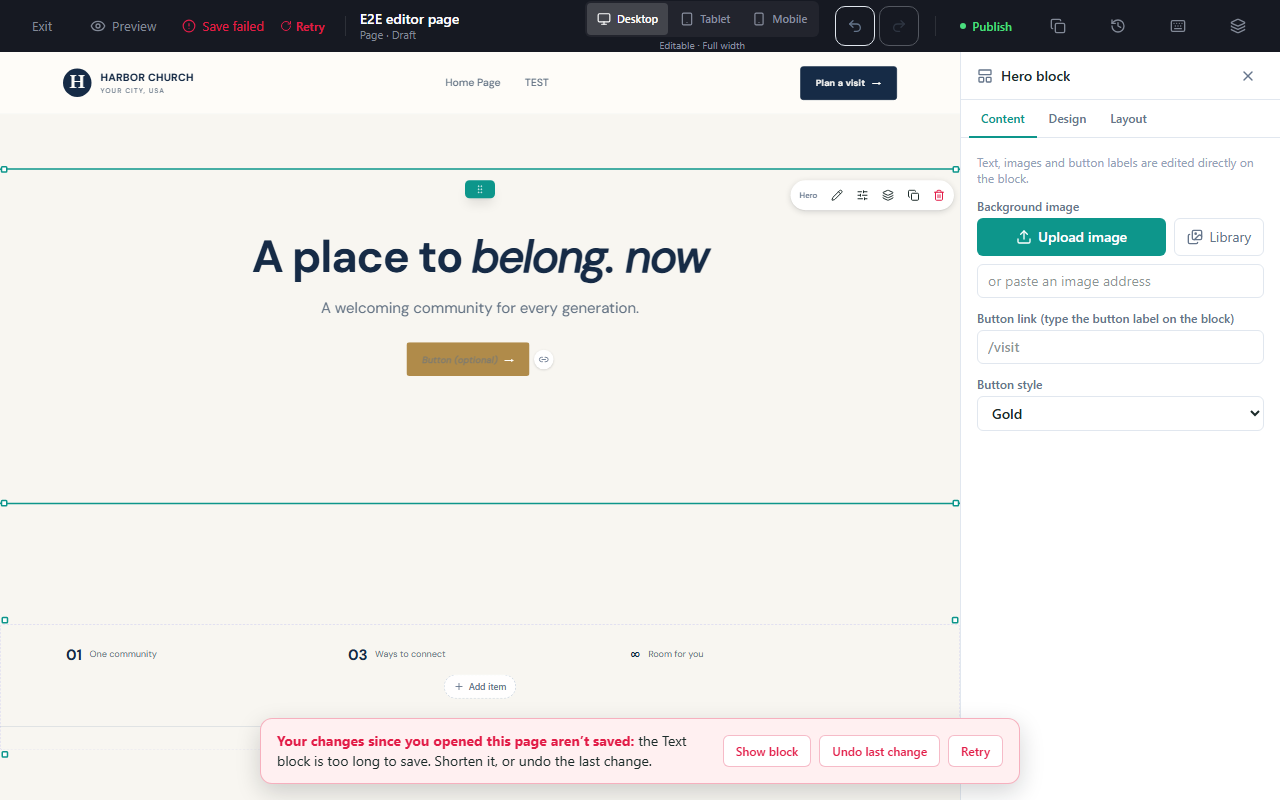 Exit
Preview
Save failed
Retry
E2E editor page
Page · Draft
Desktop
Tablet
Mobile
Editable · Full width
Publish
H
HARBOR CHURCH
YOUR CITY, USA
Home Page
TEST
Plan a visit →
Hero
A place to belong. now
A welcoming community for every generation.
Button (optional) →
01 One community
03 Ways to connect
∞ Room for you
+ Add item
Hero block
Content
Design
Layout
Text, images and button labels are edited directly on
the block.
Background image
Upload image
Library
or paste an image address
Button link (type the button label on the block)
/visit
Button style
Gold
Your changes since you opened this page aren’t saved: the Text
block is too long to save. Shorten it, or undo the last change.
Show block
Undo last change
Retry